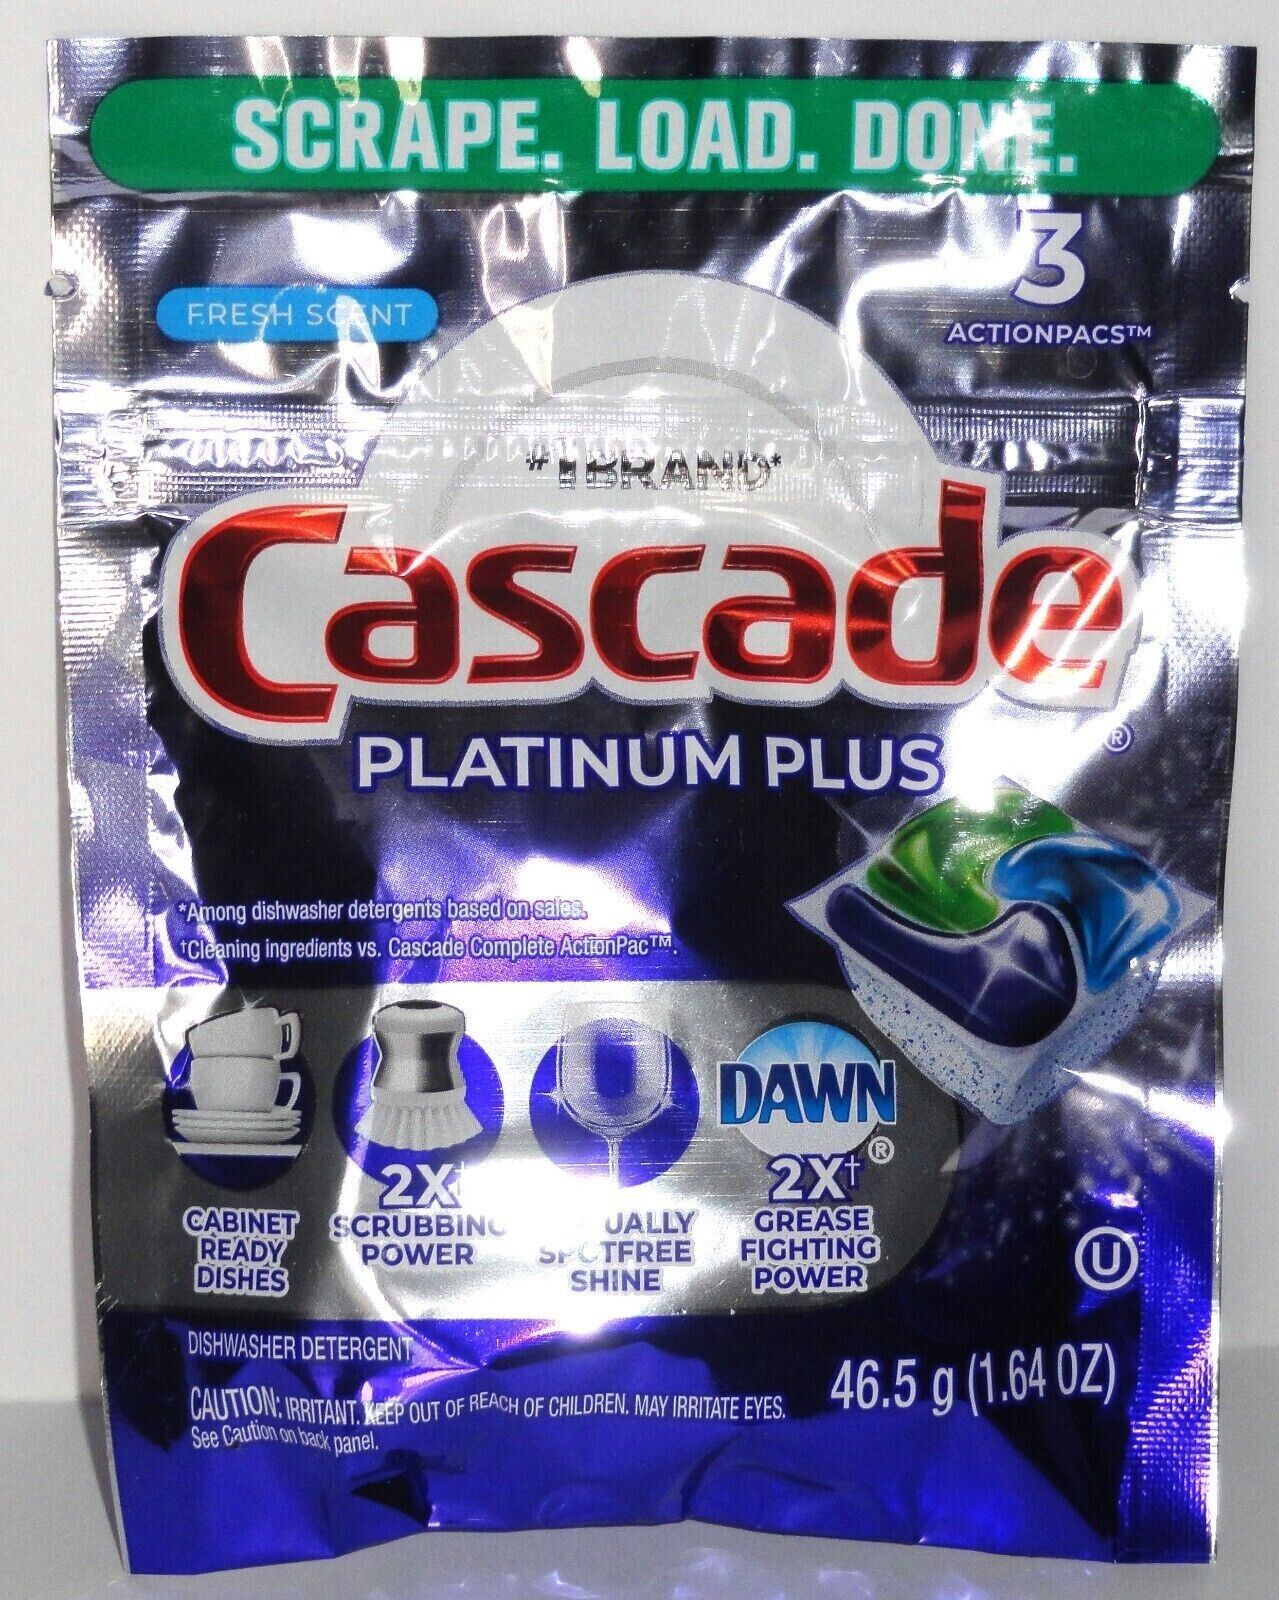 SCRAPE. LOAD. DONE.
3
ACTIONPACS™
FRESH SCENT
#1 BRAND*
Cascade
PLATINUM PLUS ®
*Among dishwasher detergents based on sales.
†Cleaning ingredients vs. Cascade Complete ActionPac™.
CABINET
READY
DISHES
2X†
SCRUBBING
POWER
SPOTFREE
SHINE
DAWN®
2X†
GREASE
FIGHTING
POWER
U
DISHWASHER DETERGENT
46.5 g (1.64 OZ)
CAUTION: IRRITANT. KEEP OUT OF REACH OF CHILDREN. MAY IRRITATE EYES.
See Caution on back panel.